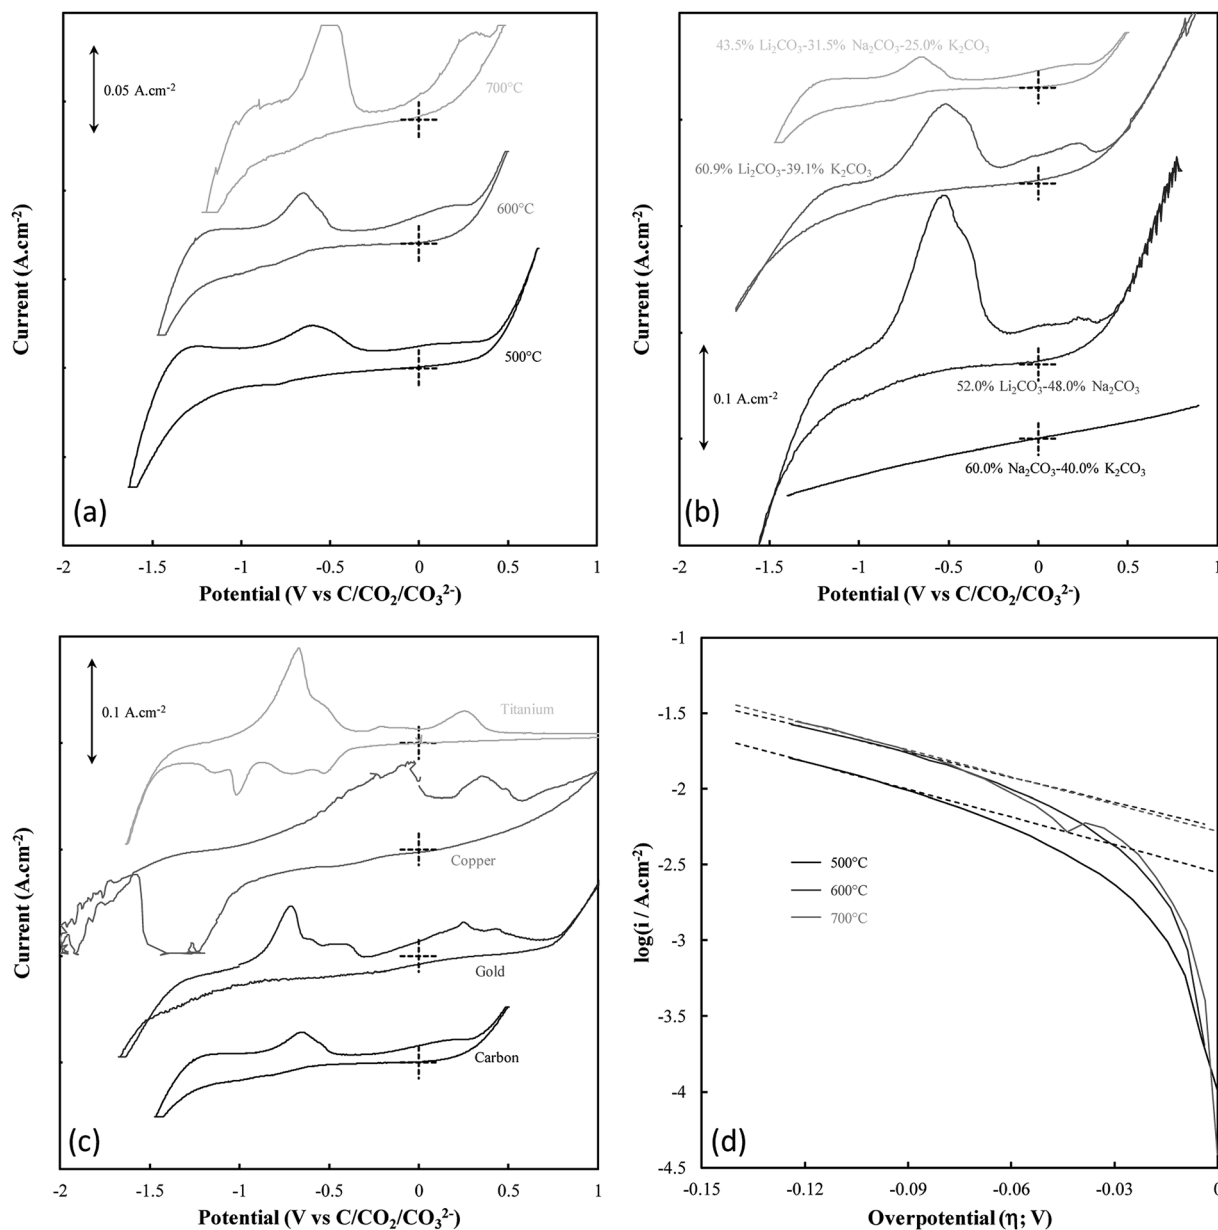 0.05 A.cm-2
700°C
600°C
500°C
Current (A.cm-2)
(a)
-2 -1.5 -1 -0.5 0 0.5 1
Potential (V vs C/CO2/CO32-)
43.5% Li2CO3-31.5% Na2CO3-25.0% K2CO3
60.9% Li2CO3-39.1% K2CO3
0.1 A.cm-2
52.0% Li2CO3-48.0% Na2CO3
60.0% Na2CO3-40.0% K2CO3
Current (A.cm-2)
(b)
-2 -1.5 -1 -0.5 0 0.5 1
Potential (V vs C/CO2/CO32-)
0.1 A.cm-2
Titanium
Copper
Gold
Carbon
Current (A.cm-2)
(c)
-2 -1.5 -1 -0.5 0 0.5 1
Potential (V vs C/CO2/CO32-)
-1
-1.5
-2
-2.5
-3
-3.5
-4
-4.5
log(i / A.cm-2)
500°C
600°C
700°C
(d)
-0.15 -0.12 -0.09 -0.06 -0.03 0
Overpotential (η; V)